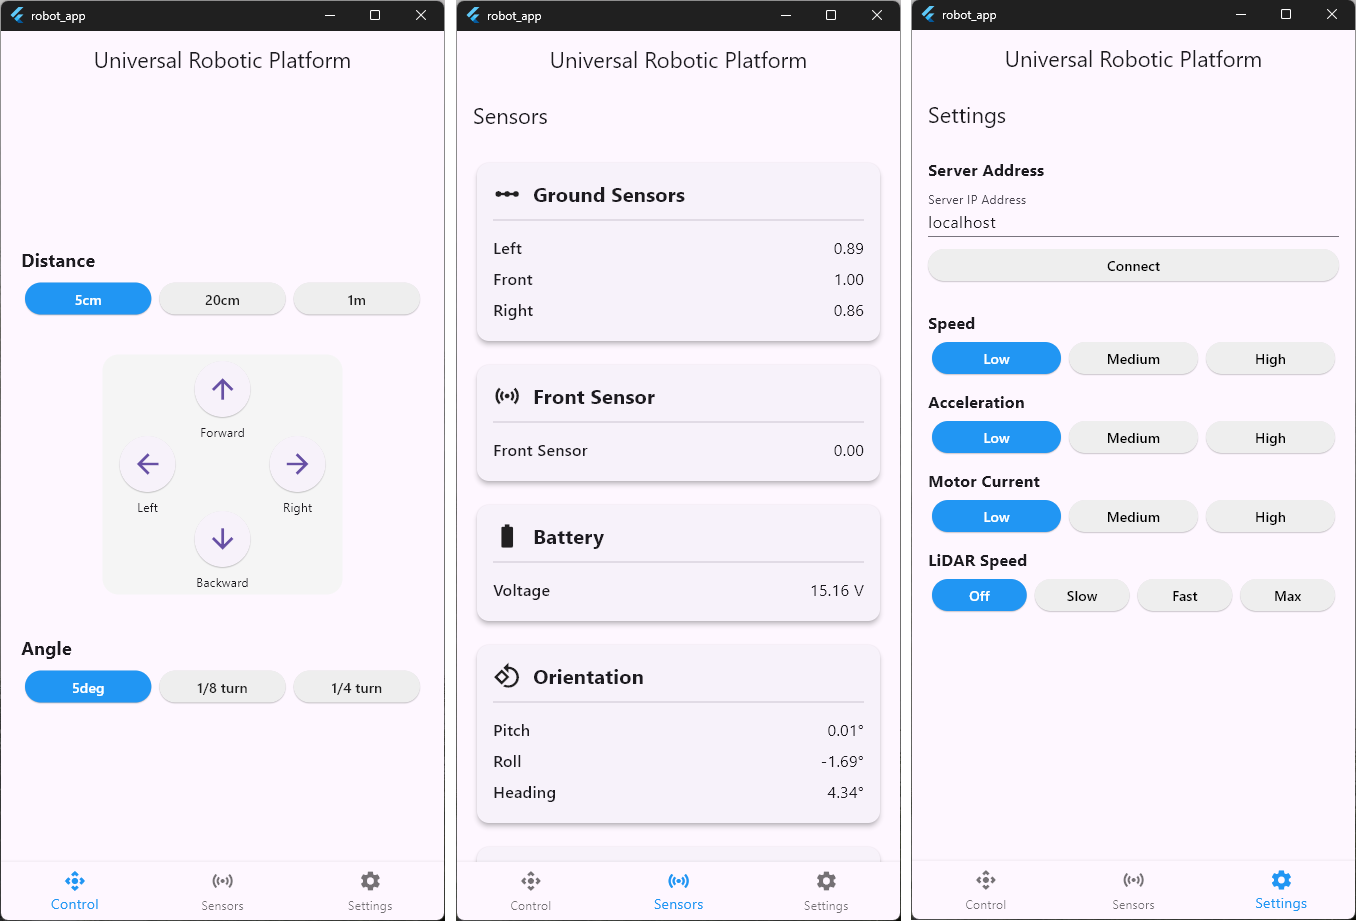 robot_app
Universal Robotic Platform
Distance
5cm 20cm 1m
Forward
Left Right
Backward
Angle
5deg 1/8 turn 1/4 turn
Control Sensors Settings
robot_app
Universal Robotic Platform
Sensors
Ground Sensors
Left 0.89
Front 1.00
Right 0.86
Front Sensor
Front Sensor 0.00
Battery
Voltage 15.16 V
Orientation
Pitch 0.01°
Roll -1.69°
Heading 4.34°
Control Sensors Settings
robot_app
Universal Robotic Platform
Settings
Server Address
Server IP Address
localhost
Connect
Speed
Low Medium High
Acceleration
Low Medium High
Motor Current
Low Medium High
LiDAR Speed
Off Slow Fast Max
Control Sensors Settings